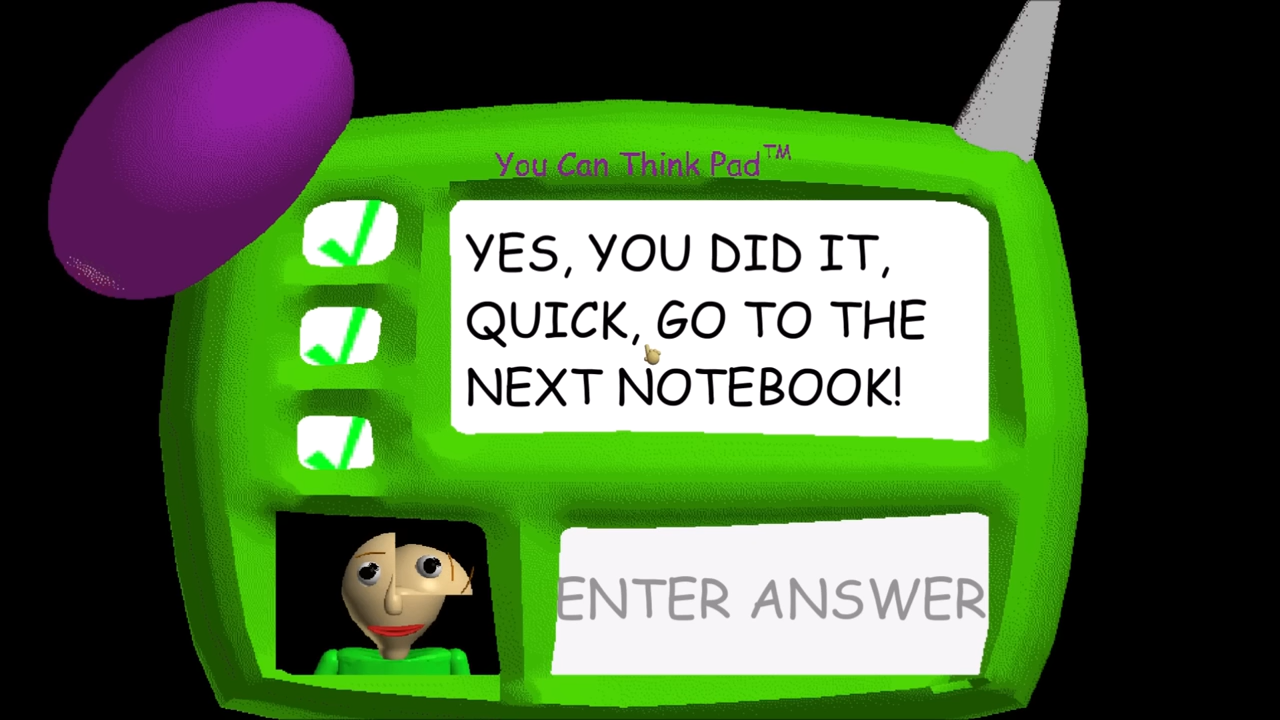 You Can Think Pad™
YES, YOU DID IT,
QUICK, GO TO THE
NEXT NOTEBOOK!
ENTER ANSWER